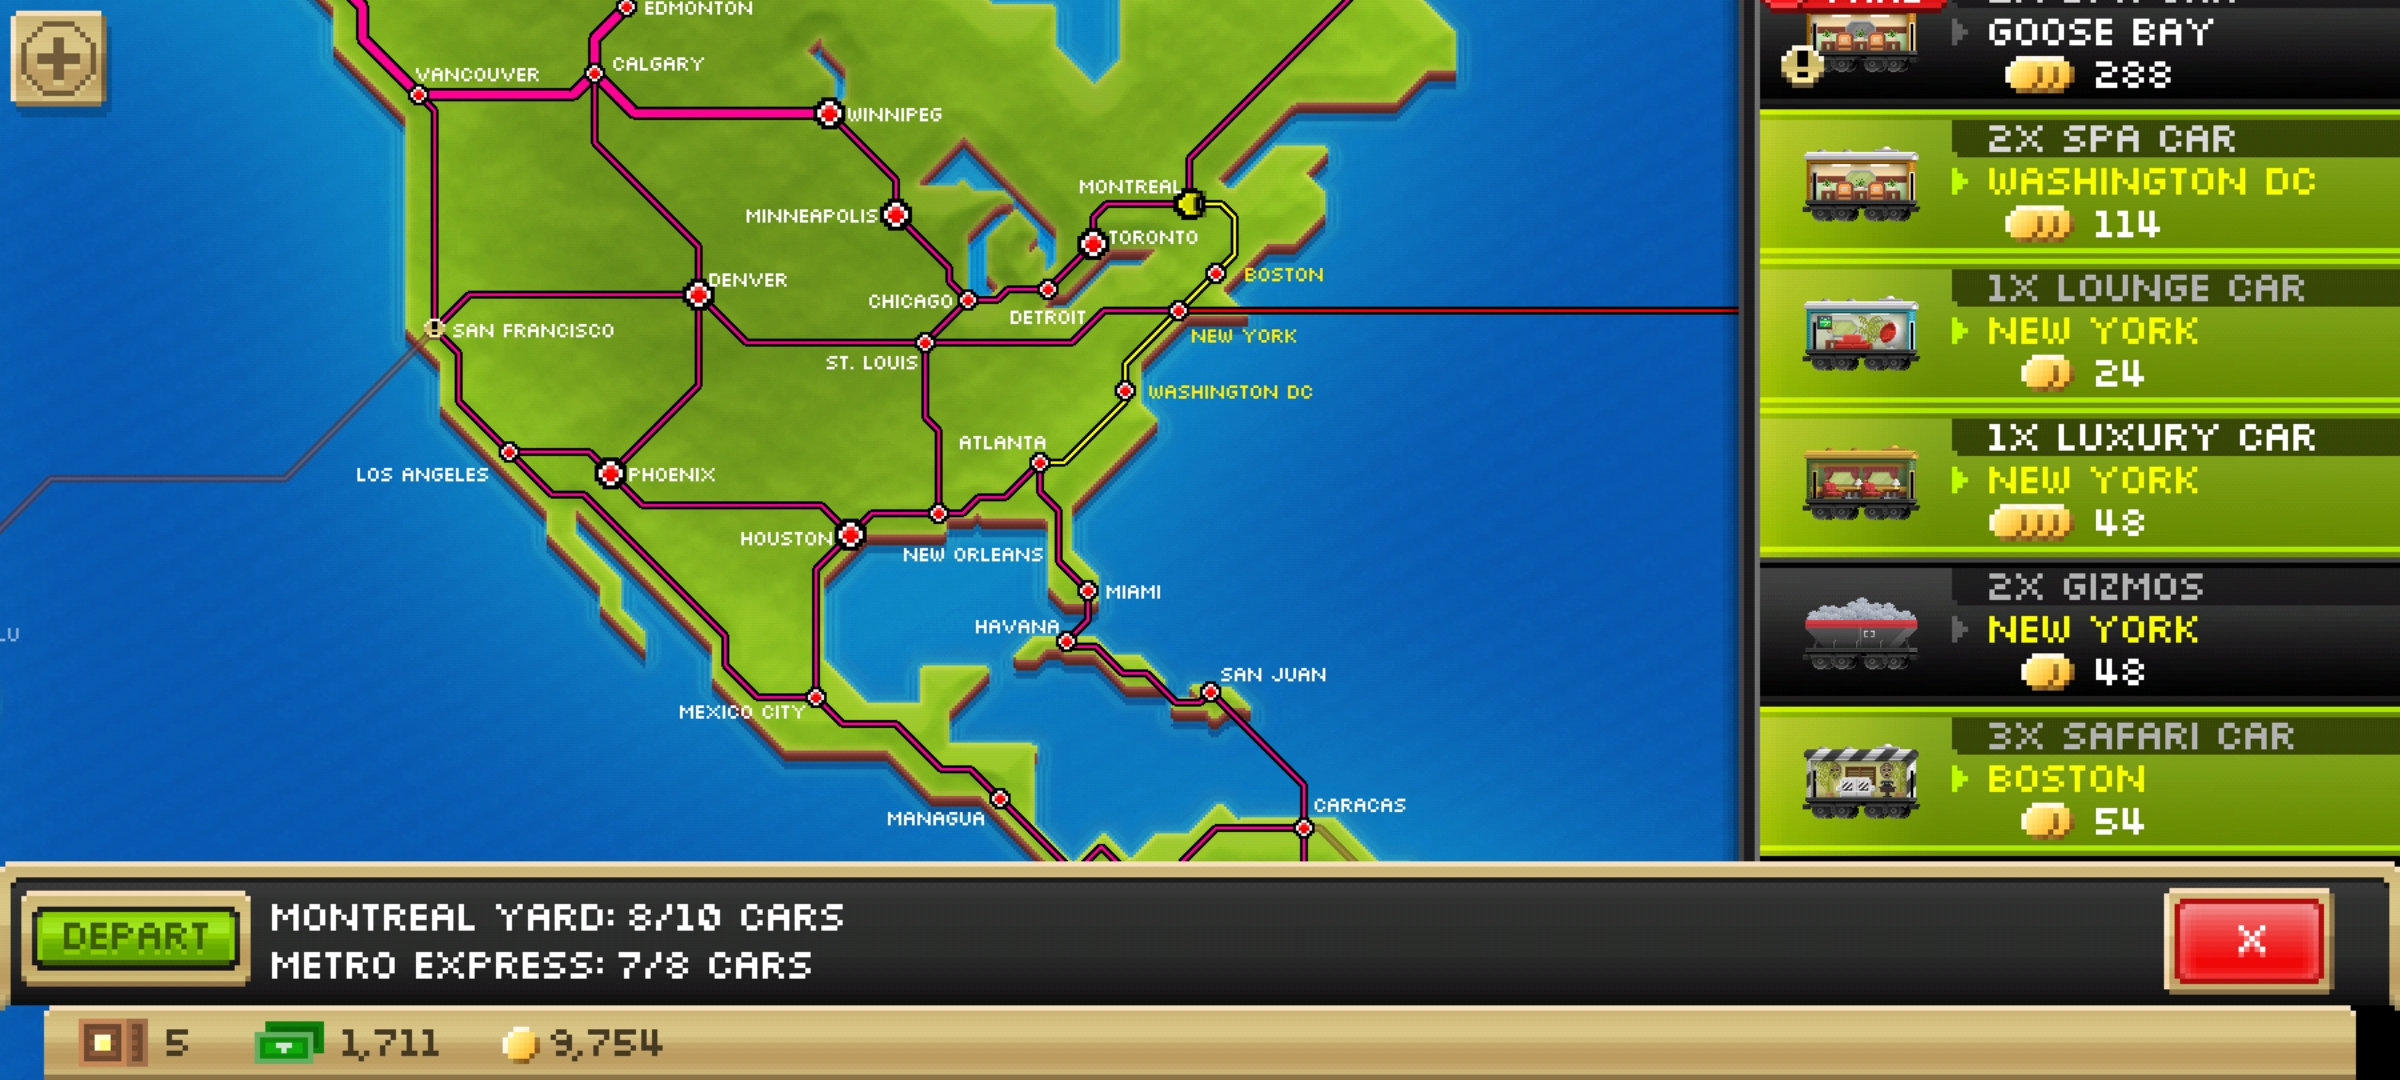 EDMONTON
CALGARY
VANCOUVER
WINNIPEG
MONTREAL
MINNEAPOLIS
TORONTO
DENVER
BOSTON
CHICAGO
DETROIT
SAN FRANCISCO
NEW YORK
ST. LOUIS
WASHINGTON DC
ATLANTA
LOS ANGELES
PHOENIX
HOUSTON
NEW ORLEANS
MIAMI
HAVANA
LU
SAN JUAN
MEXICO CITY
CARACAS
MANAGUA
GOOSE BAY
288
2X SPA CAR
WASHINGTON DC
114
1X LOUNGE CAR
NEW YORK
24
1X LUXURY CAR
NEW YORK
48
2X GIZMOS
NEW YORK
48
3X SAFARI CAR
BOSTON
54
DEPART
MONTREAL YARD: 8/10 CARS
METRO EXPRESS: 7/8 CARS
X
5
1,711
9,754